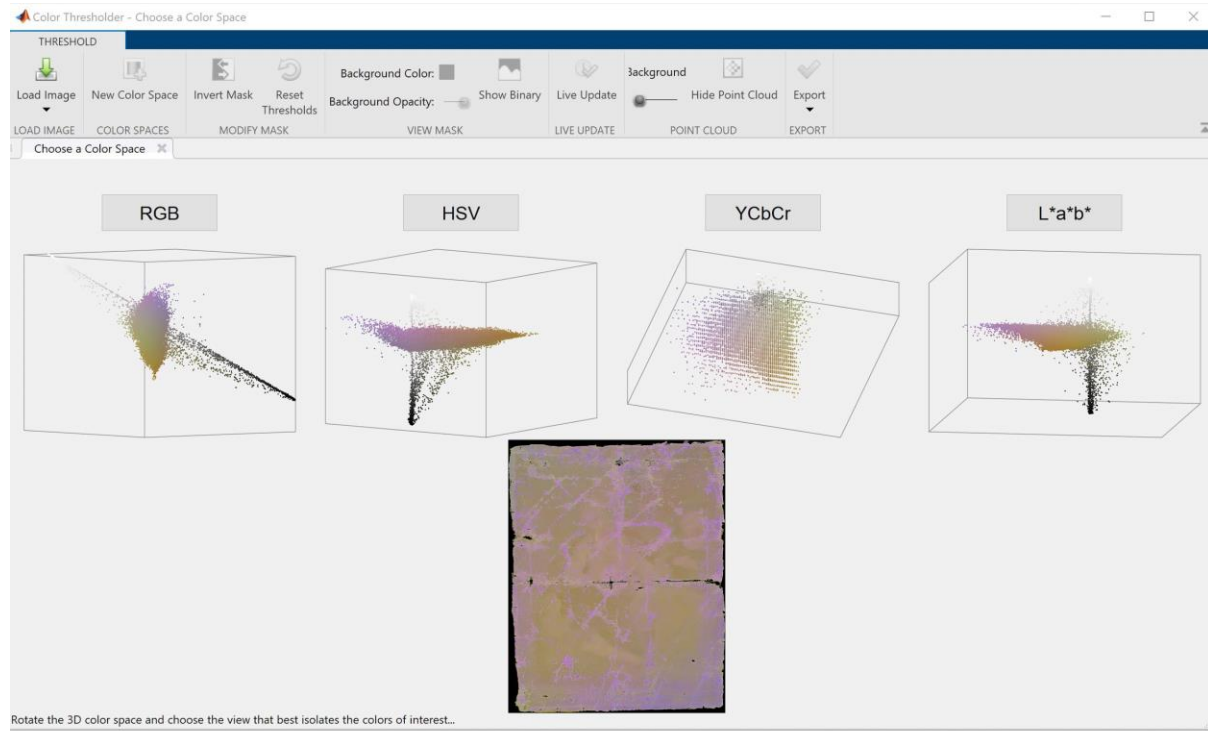 Color Thresholder - Choose a Color Space
THRESHOLD
Load Image
New Color Space
Invert Mask
Reset Thresholds
Background Color:
Background Opacity:
Show Binary
Live Update
Background
Hide Point Cloud
Export
LOAD IMAGE
COLOR SPACES
MODIFY MASK
VIEW MASK
LIVE UPDATE
POINT CLOUD
EXPORT
Choose a Color Space
RGB
HSV
YCbCr
L*a*b*
Rotate the 3D color space and choose the view that best isolates the colors of interest...